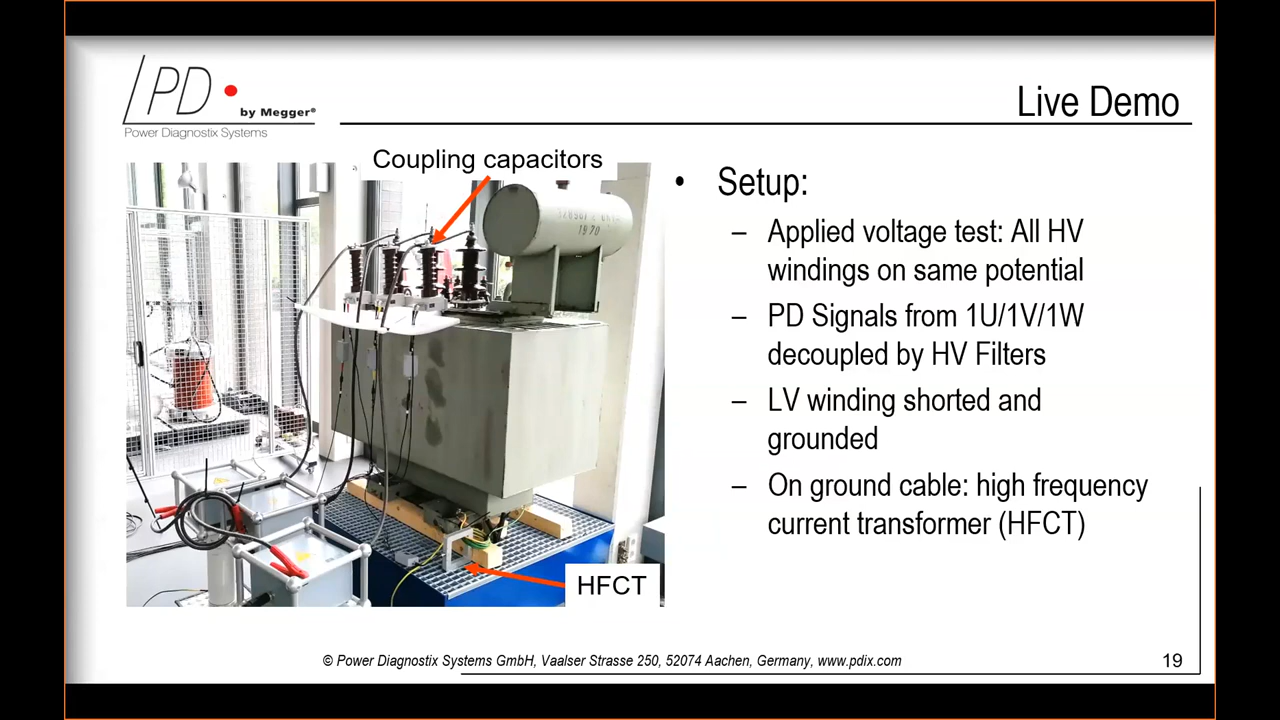 PD
by Megger®
Power Diagnostix Systems
Live Demo
Coupling capacitors
1970
HFCT
• Setup:
– Applied voltage test: All HV
windings on same potential
– PD Signals from 1U/1V/1W
decoupled by HV Filters
– LV winding shorted and
grounded
– On ground cable: high frequency
current transformer (HFCT)
© Power Diagnostix Systems GmbH, Vaalser Strasse 250, 52074 Aachen, Germany, www.pdix.com
19